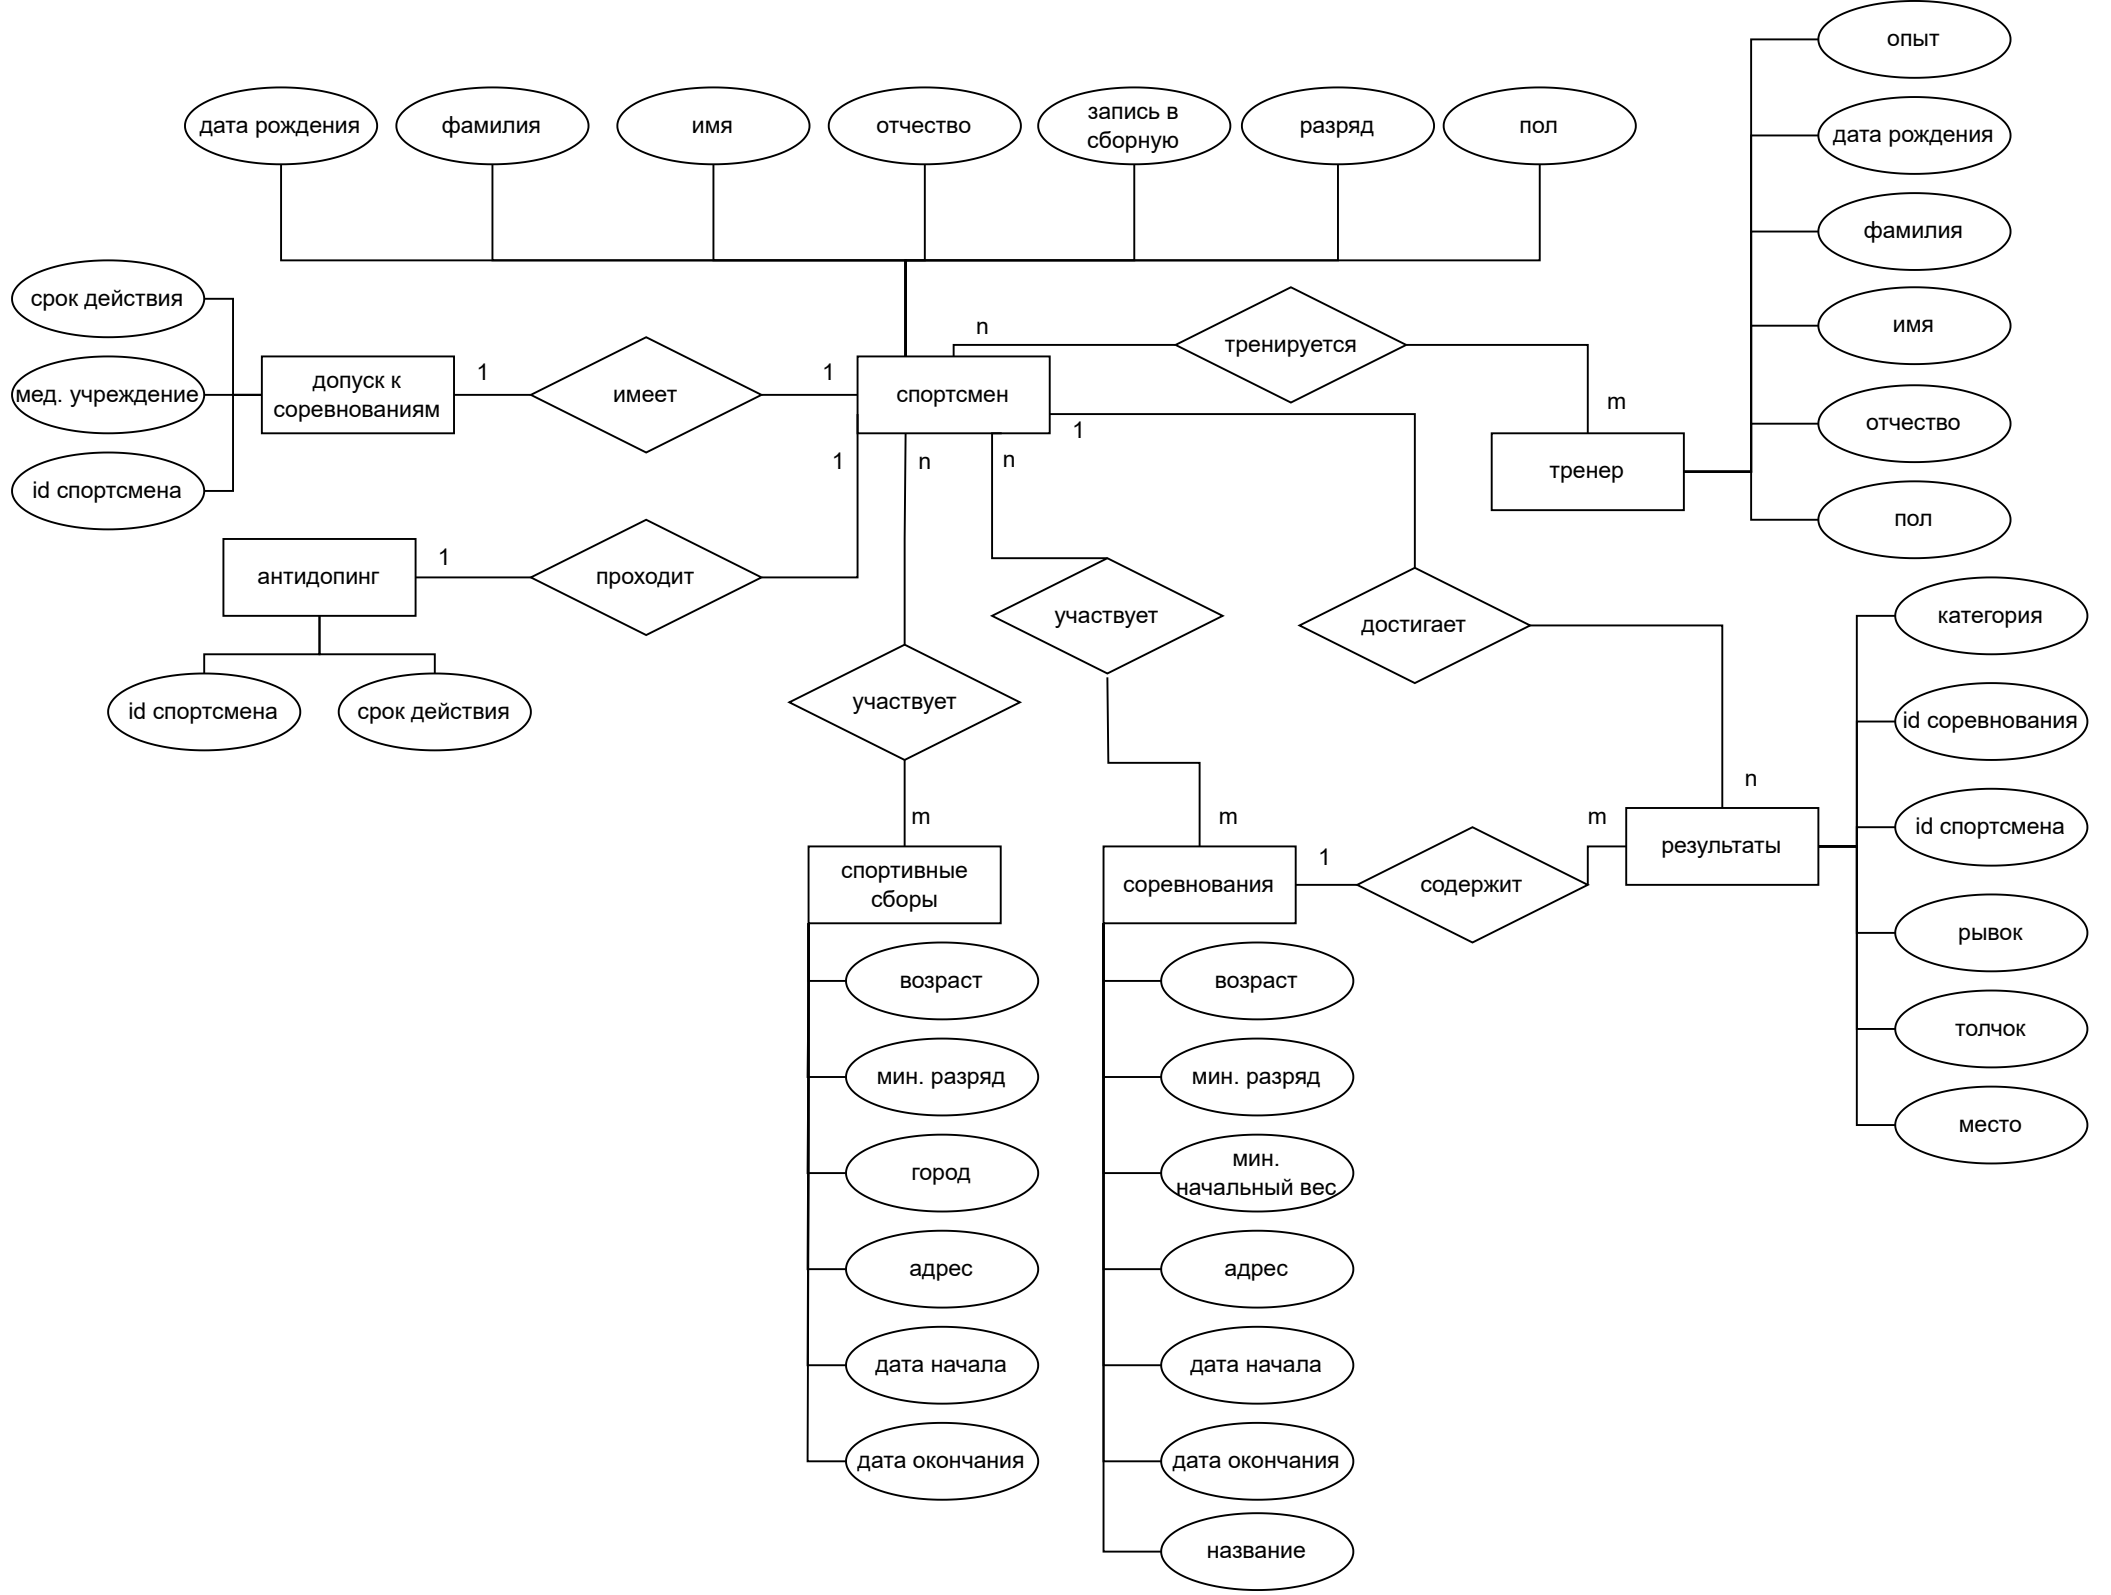 опыт
дата рождения
фамилия
имя
отчество
запись в
сборную
разряд
пол
дата рождения
фамилия
имя
отчество
пол
срок действия
мед. учреждение
id спортсмена
допуск к
соревнованиям
1
имеет
1
спортсмен
n
тренируется
m
тренер
1
n
n
1
антидопинг
1
проходит
id спортсмена
срок действия
участвует
участвует
достигает
m
m
n
m
спортивные
сборы
соревнования
1
содержит
результаты
категория
id соревнования
id спортсмена
рывок
толчок
место
возраст
мин. разряд
город
адрес
дата начала
дата окончания
возраст
мин. разряд
мин.
начальный вес
адрес
дата начала
дата окончания
название